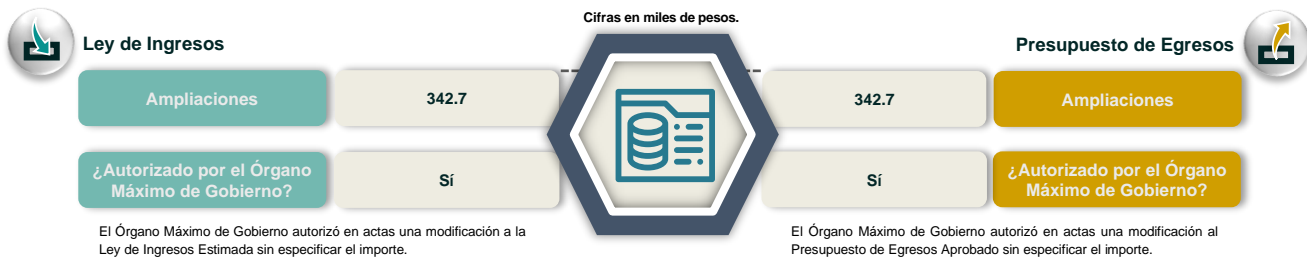 Cifras en miles de pesos.
Ley de Ingresos
Ampliaciones
342.7
¿Autorizado por el Órgano
Máximo de Gobierno?
Sí
El Órgano Máximo de Gobierno autorizó en actas una modificación a la
Ley de Ingresos Estimada sin especificar el importe.
Presupuesto de Egresos
342.7
Ampliaciones
Sí
¿Autorizado por el Órgano
Máximo de Gobierno?
El Órgano Máximo de Gobierno autorizó en actas una modificación al
Presupuesto de Egresos Aprobado sin especificar el importe.